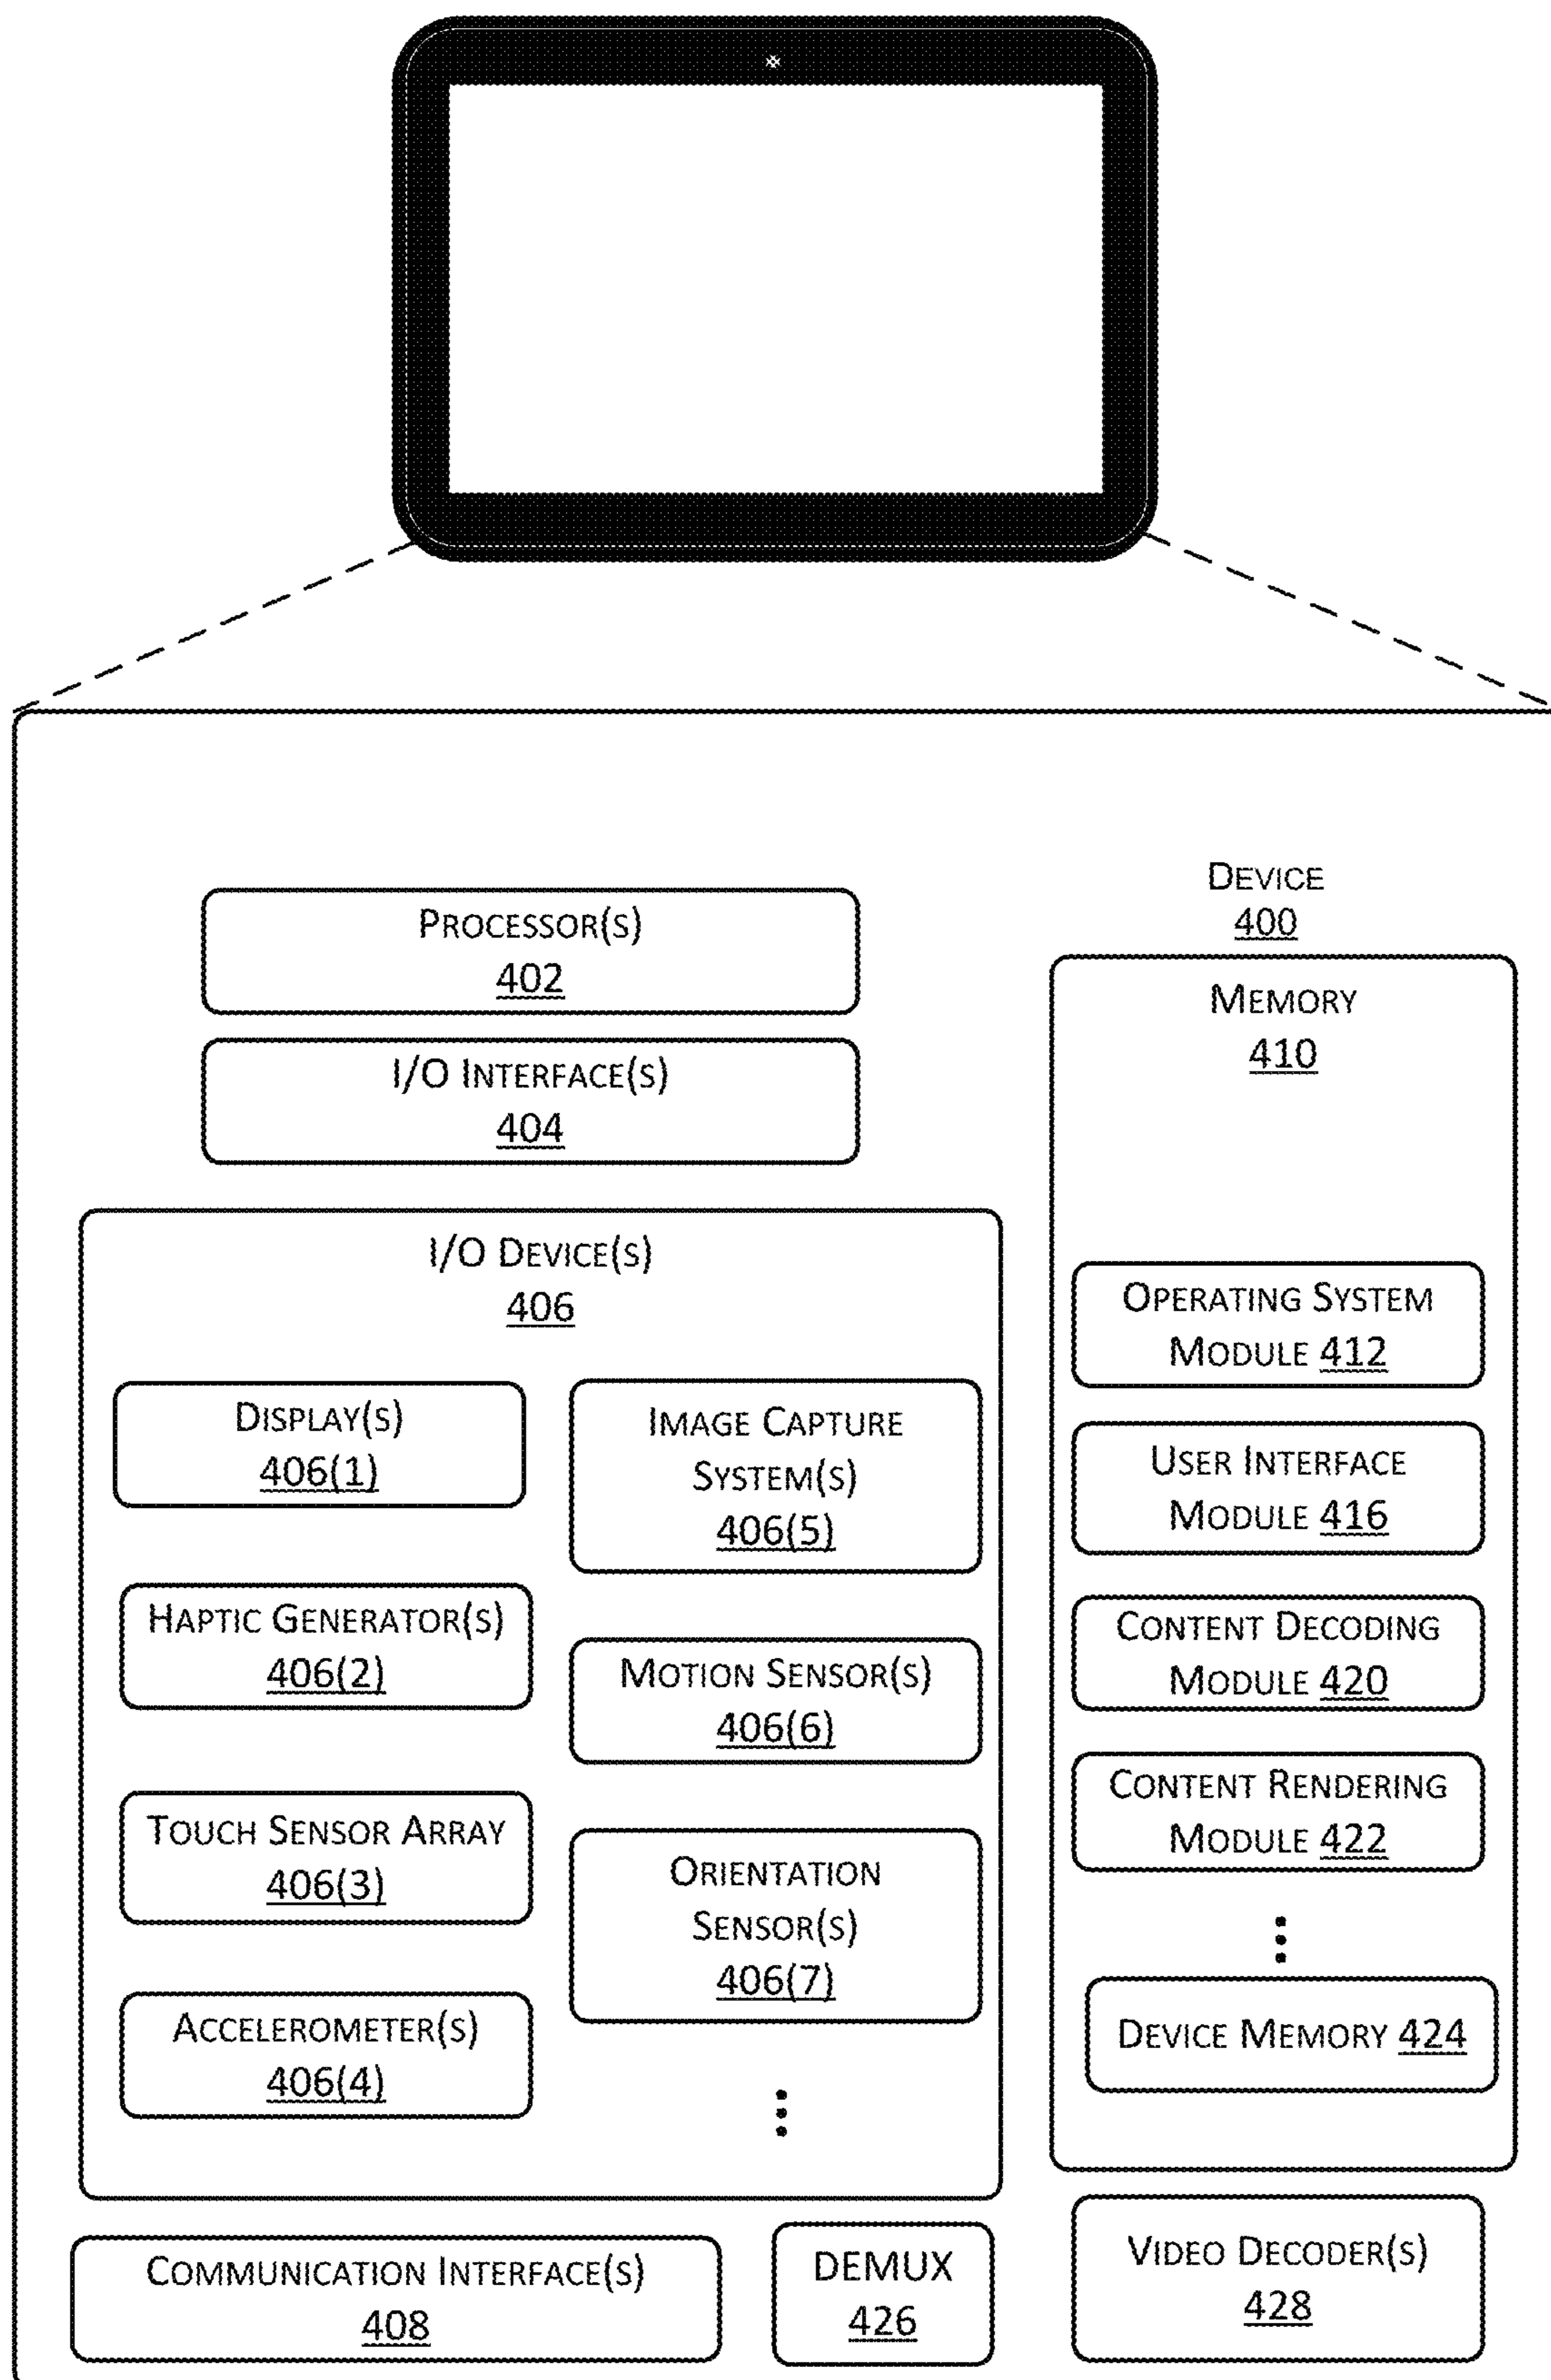 PROCESSOR(S)
402
I/O INTERFACE(S)
404
I/O DEVICE(S)
406
DISPLAY(S)
406(1)
HAPTIC GENERATOR(S)
406(2)
TOUCH SENSOR ARRAY
406(3)
ACCELEROMETER(S)
406(4)
IMAGE CAPTURE
SYSTEM(S)
406(5)
MOTION SENSOR(S)
406(6)
ORIENTATION
SENSOR(S)
406(7)
DEVICE
400
MEMORY
410
OPERATING SYSTEM
MODULE 412
USER INTERFACE
MODULE 416
CONTENT DECODING
MODULE 420
CONTENT RENDERING
MODULE 422
DEVICE MEMORY 424
COMMUNICATION INTERFACE(S)
408
DEMUX
426
VIDEO DECODER(S)
428